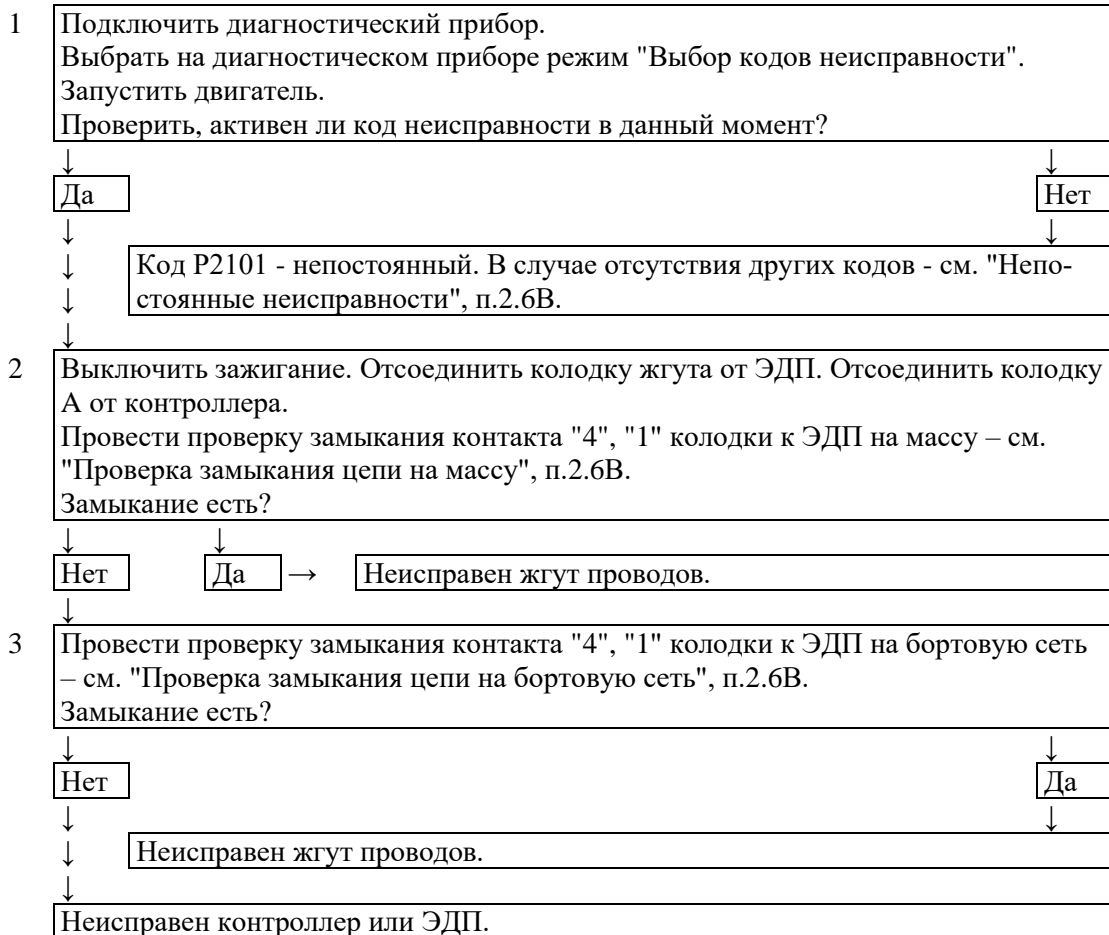 1 Подключить диагностический прибор.
Выбрать на диагностическом приборе режим "Выбор кодов неисправности".
Запустить двигатель.
Проверить, активен ли код неисправности в данный момент?
↓ ↓
Да Нет
↓ ↓
↓ Код Р2101 - непостоянный. В случае отсутствия других кодов - см. "Непо-
↓ стоянные неисправности", п.2.6В.
↓
2 Выключить зажигание. Отсоединить колодку жгута от ЭДП. Отсоединить колодку
А от контроллера.
Провести проверку замыкания контакта "4", "1" колодки к ЭДП на массу – см.
"Проверка замыкания цепи на массу", п.2.6В.
Замыкание есть?
↓ ↓
Нет Да → Неисправен жгут проводов.
↓
3 Провести проверку замыкания контакта "4", "1" колодки к ЭДП на бортовую сеть
– см. "Проверка замыкания цепи на бортовую сеть", п.2.6В.
Замыкание есть?
↓ ↓
Нет Да
↓ ↓
↓ Неисправен жгут проводов.
↓
Неисправен контроллер или ЭДП.